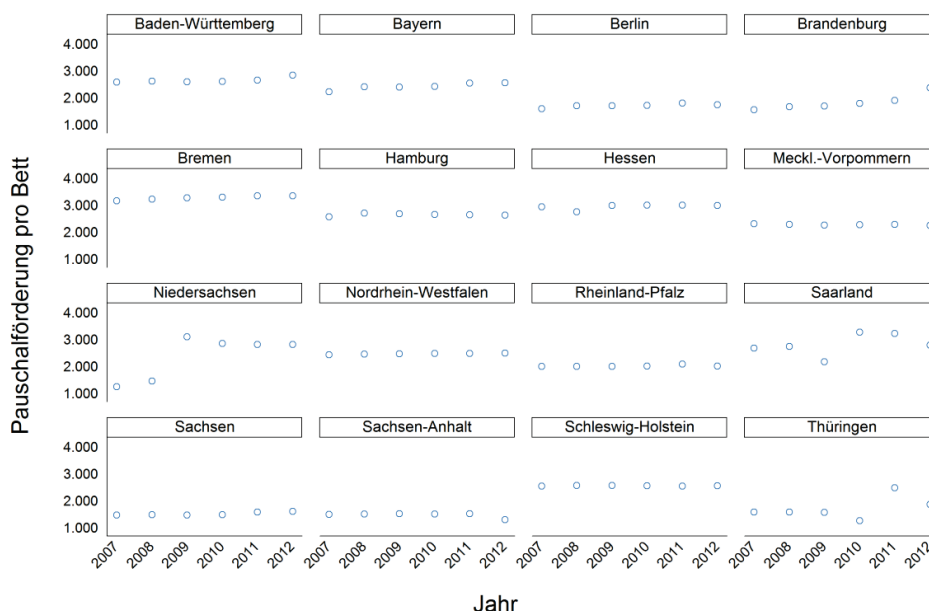 Baden-Württemberg Bayern Berlin Brandenburg
4.000
3.000
2.000
1.000
Bremen Hamburg Hessen Meckl.-Vorpommern
4.000
3.000
2.000
1.000
Niedersachsen Nordrhein-Westfalen Rheinland-Pfalz Saarland
4.000
3.000
2.000
1.000
Sachsen Sachsen-Anhalt Schleswig-Holstein Thüringen
4.000
3.000
2.000
1.000
2007 2008 2009 2010 2011 2012 2007 2008 2009 2010 2011 2012 2007 2008 2009 2010 2011 2012 2007 2008 2009 2010 2011 2012
Pauschalförderung pro Bett
Jahr